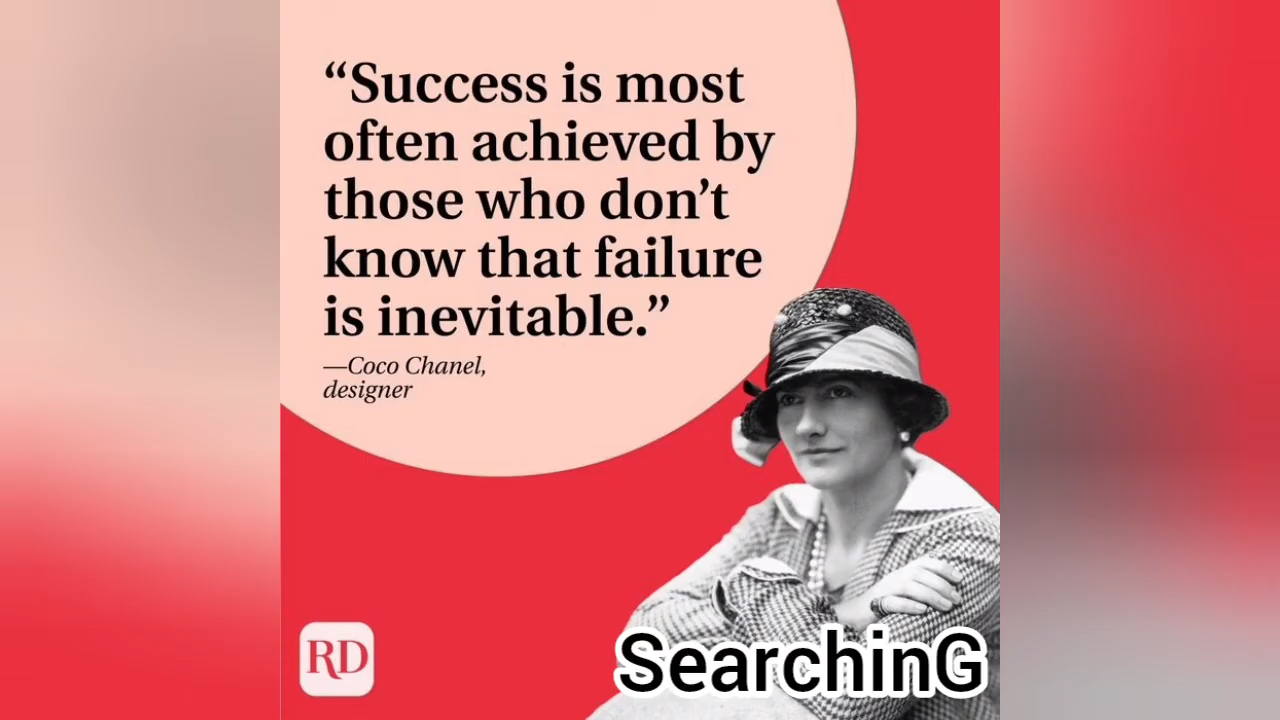 “Success is most
often achieved by
those who don’t
know that failure
is inevitable.”
—Coco Chanel,
designer
RD
SearchinG